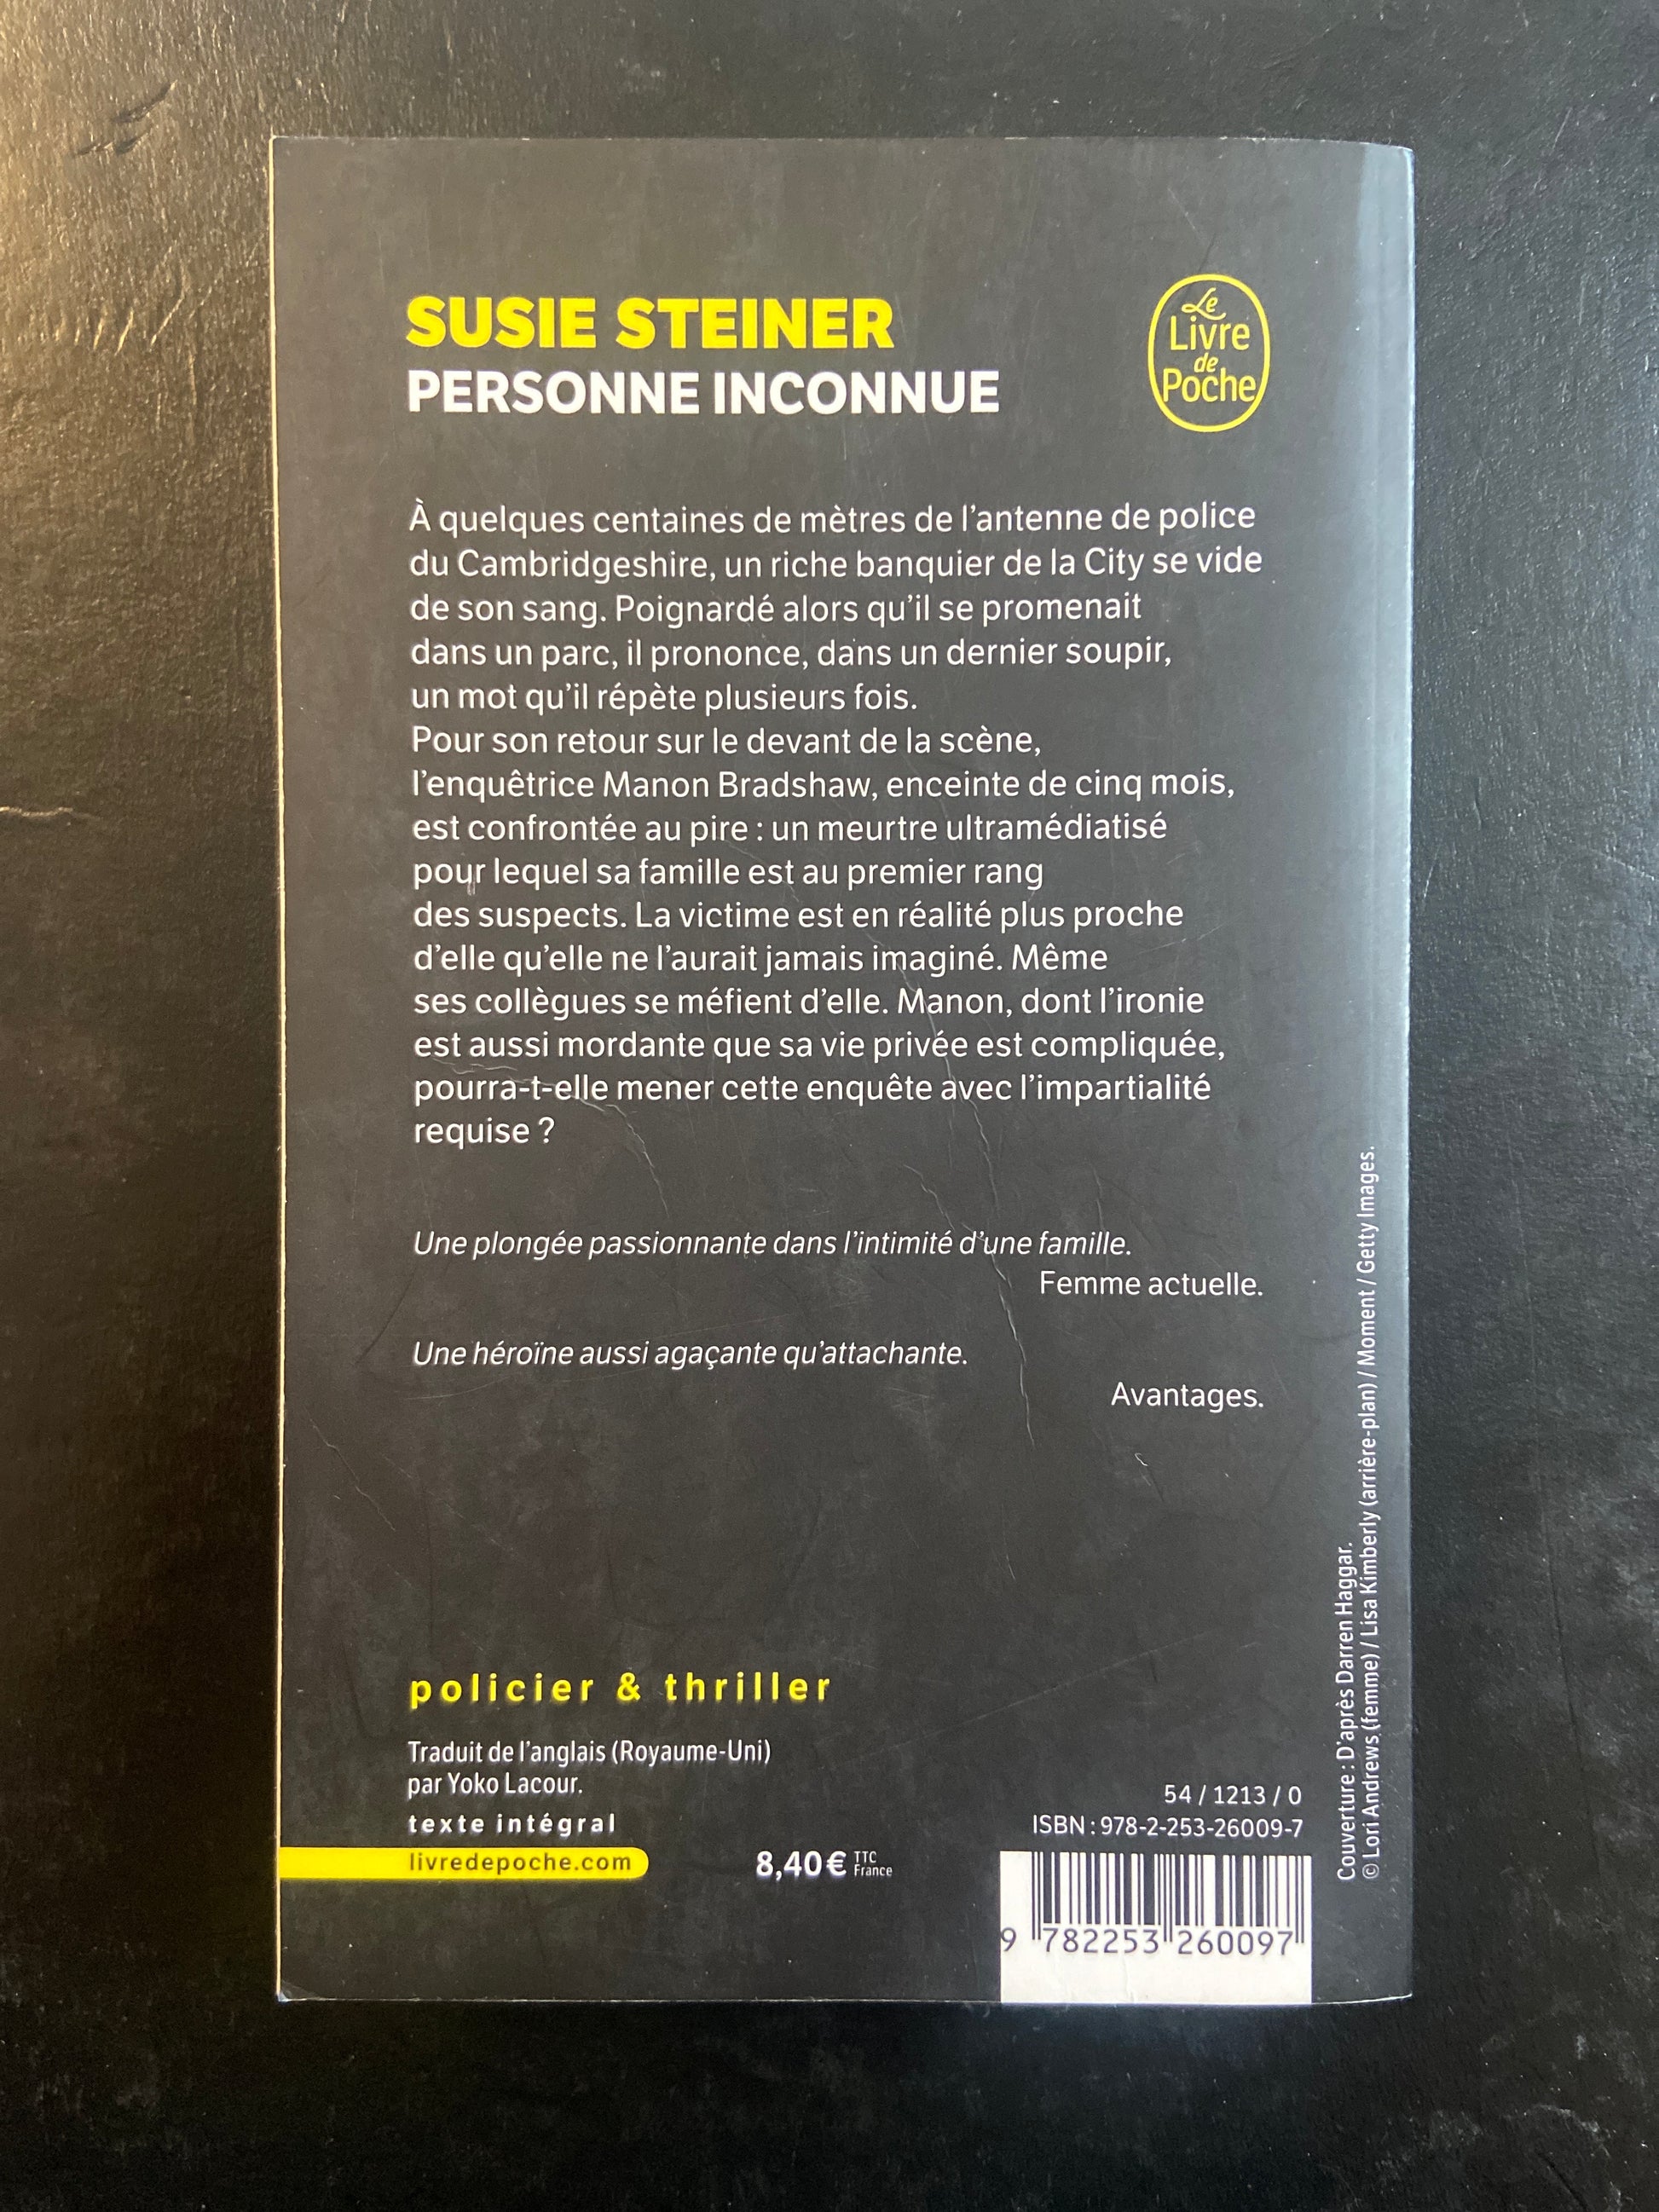 SUSIE STEINER
PERSONNE INCONNUE
Le
Livre
de
Poche
À quelques centaines de mètres de l'antenne de police
du Cambridgeshire, un riche banquier de la City se vide
de son sang. Poignardé alors qu'il se promenait
dans un parc, il prononce, dans un dernier soupir,
un mot qu'il répète plusieurs fois.
Pour son retour sur le devant de la scène,
l'enquêtrice Manon Bradshaw, enceinte de cinq mois,
est confrontée au pire : un meurtre ultramédiatisé
pour lequel sa famille est au premier rang
des suspects. La victime est en réalité plus proche
d'elle qu'elle ne l'aurait jamais imaginé. Même
ses collègues se méfient d'elle. Manon, dont l'ironie
est aussi mordante que sa vie privée est compliquée,
pourra-t-elle mener cette enquête avec l'impartialité
requise ?
Une plongée passionnante dans l'intimité d'une famille.
Femme actuelle.
Une héroïne aussi agaçante qu'attachante.
Avantages.
policier & thriller
Traduit de l'anglais (Royaume-Uni)
par Yoko Lacour.
texte intégral
livredepoche.com
8,40 € TTC France
54 / 1213 / 0
ISBN : 978-2-253-26009-7
9 782253 260097
Couverture : D'après Darren Haggar.
© Lori Andrews (femme) / Lisa Kimberly (arrière-plan) / Moment / Getty Images.